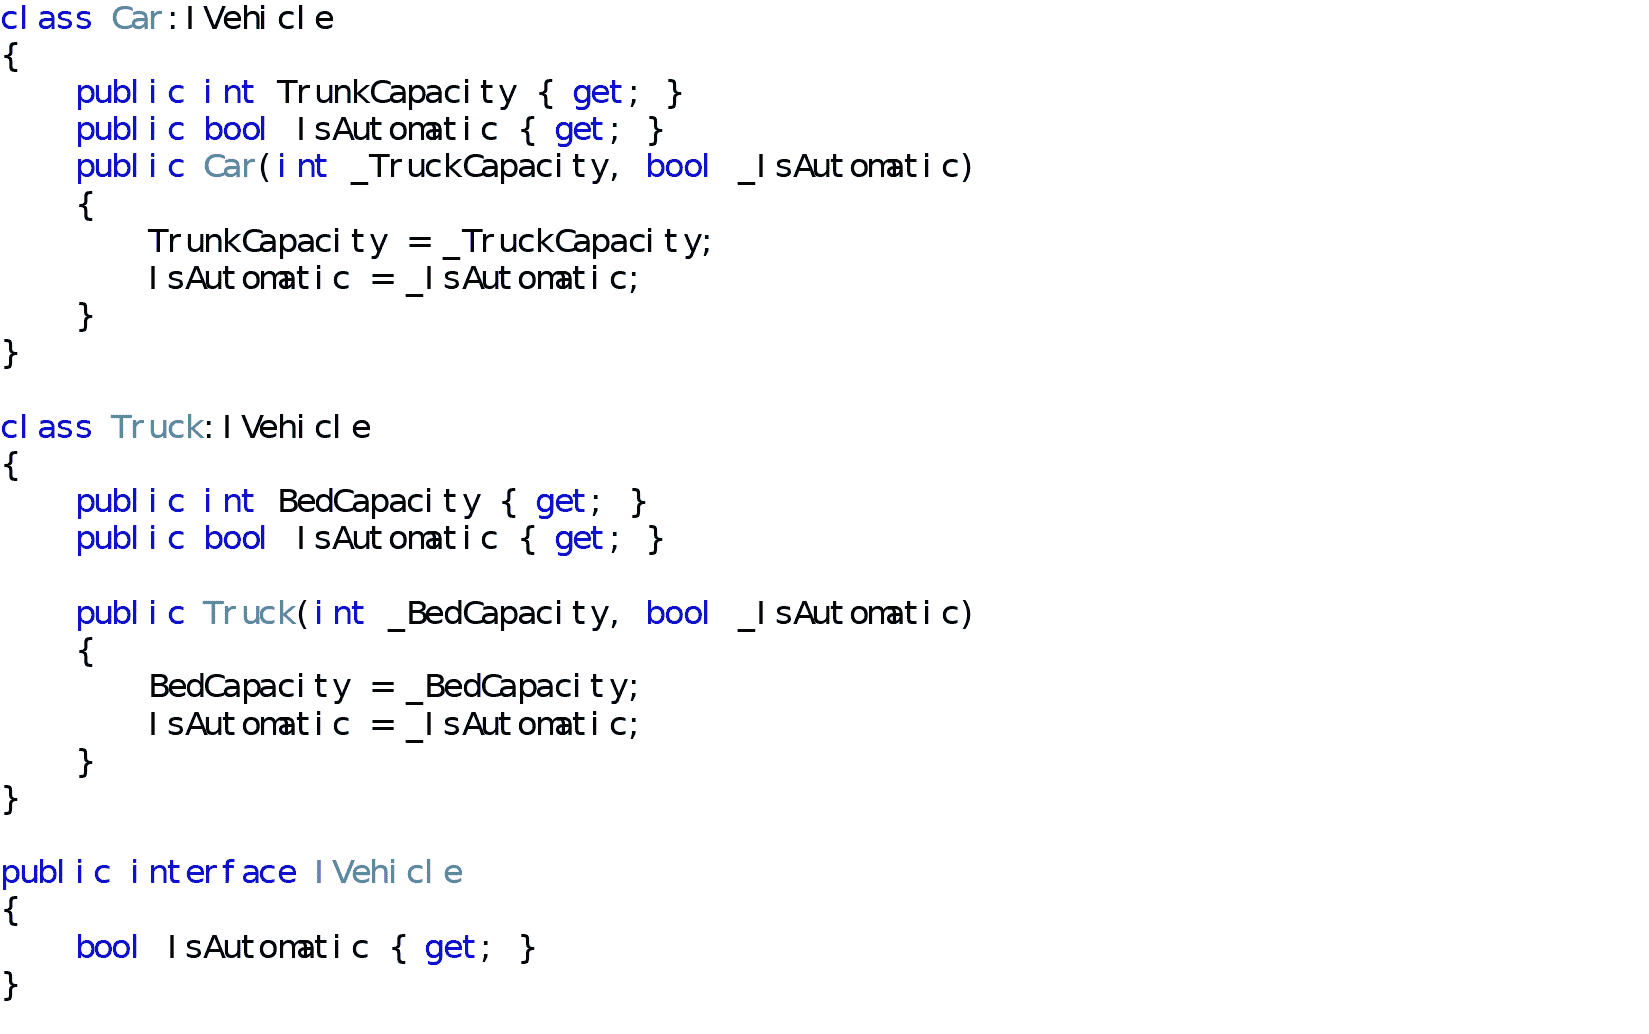 class Car:IVehicle
{
    public int TrunkCapacity { get; }
    public bool IsAutomatic { get; }
    public Car(int _TruckCapacity, bool _IsAutomatic)
    {
        TrunkCapacity = _TruckCapacity;
        IsAutomatic = _IsAutomatic;
    }
}

class Truck:IVehicle
{
    public int BedCapacity { get; }
    public bool IsAutomatic { get; }

    public Truck(int _BedCapacity, bool _IsAutomatic)
    {
        BedCapacity = _BedCapacity;
        IsAutomatic = _IsAutomatic;
    }
}

public interface IVehicle
{
    bool IsAutomatic { get; }
}